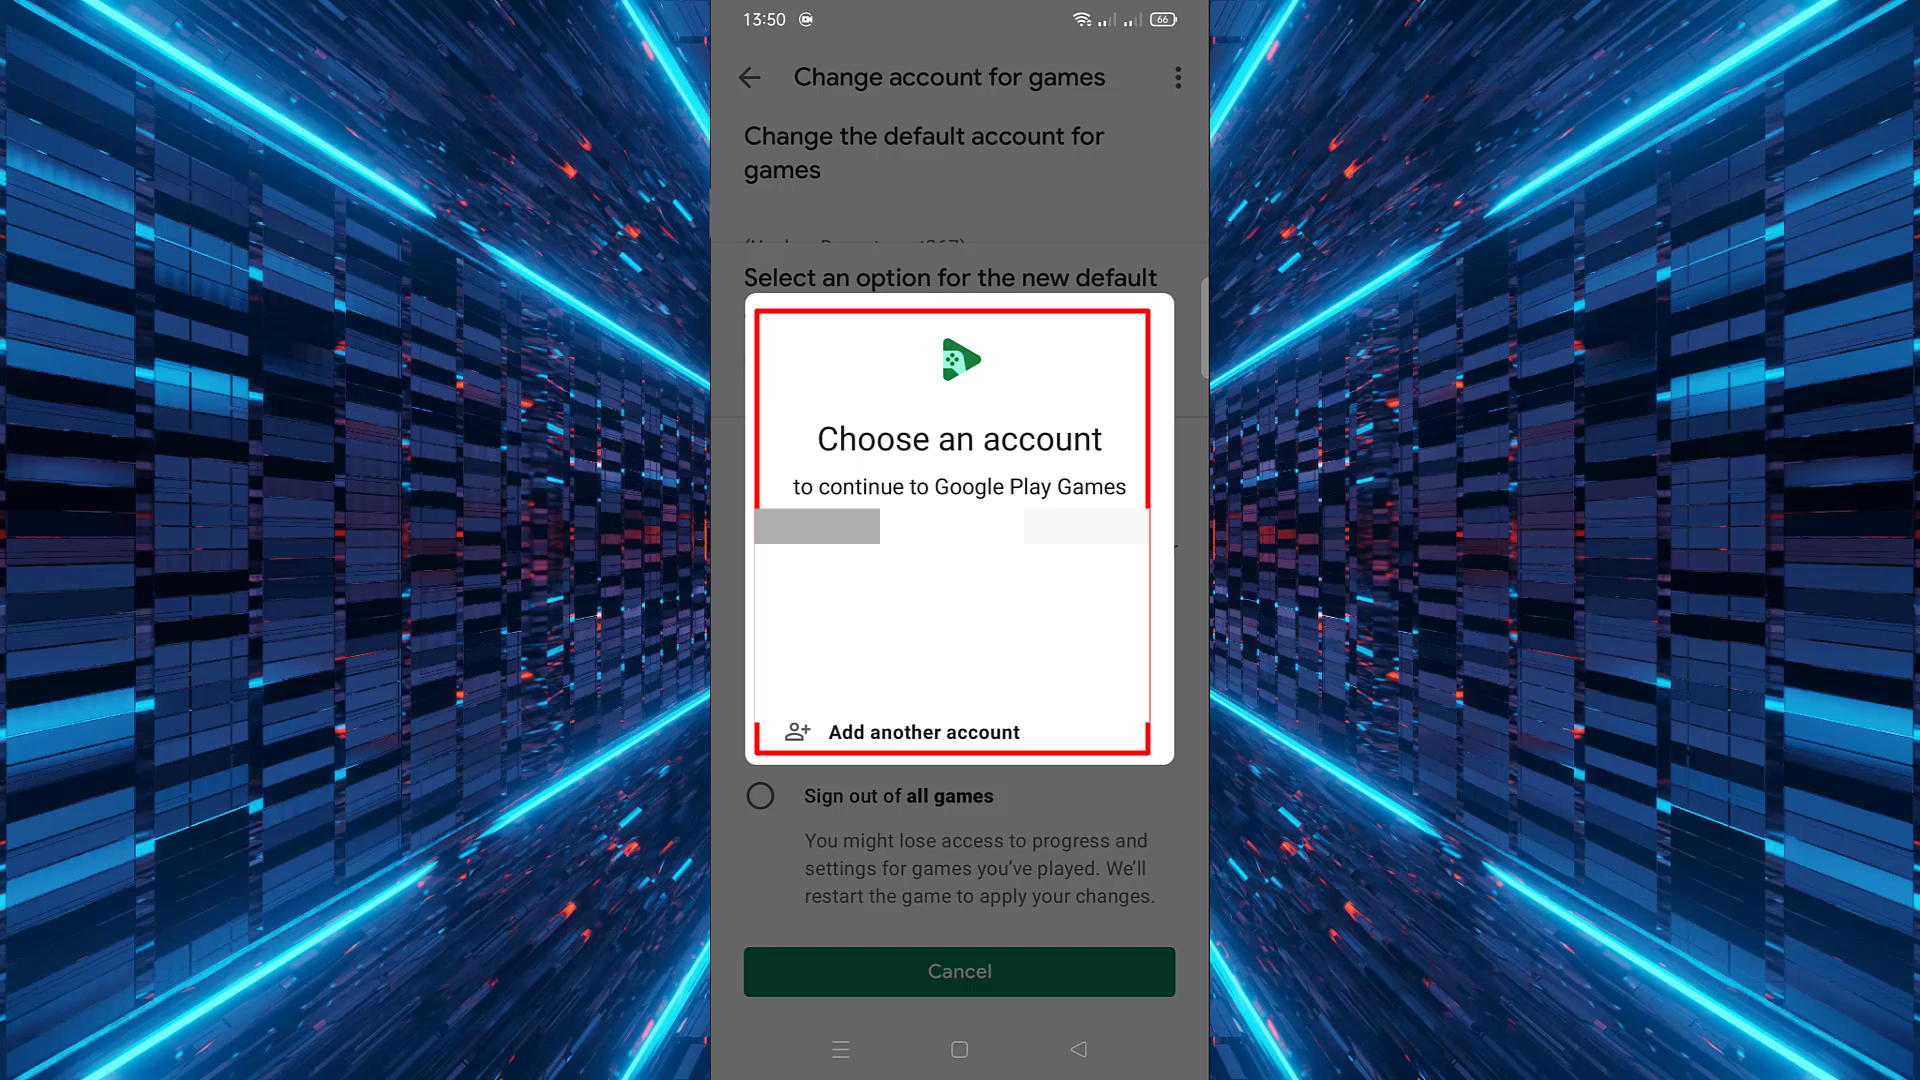 13:50
66
Change account for games
Change the default account for
games
Select an option for the new default
Choose an account
to continue to Google Play Games
Add another account
Sign out of all games
You might lose access to progress and
settings for games you’ve played. We’ll
restart the game to apply your changes.
Cancel